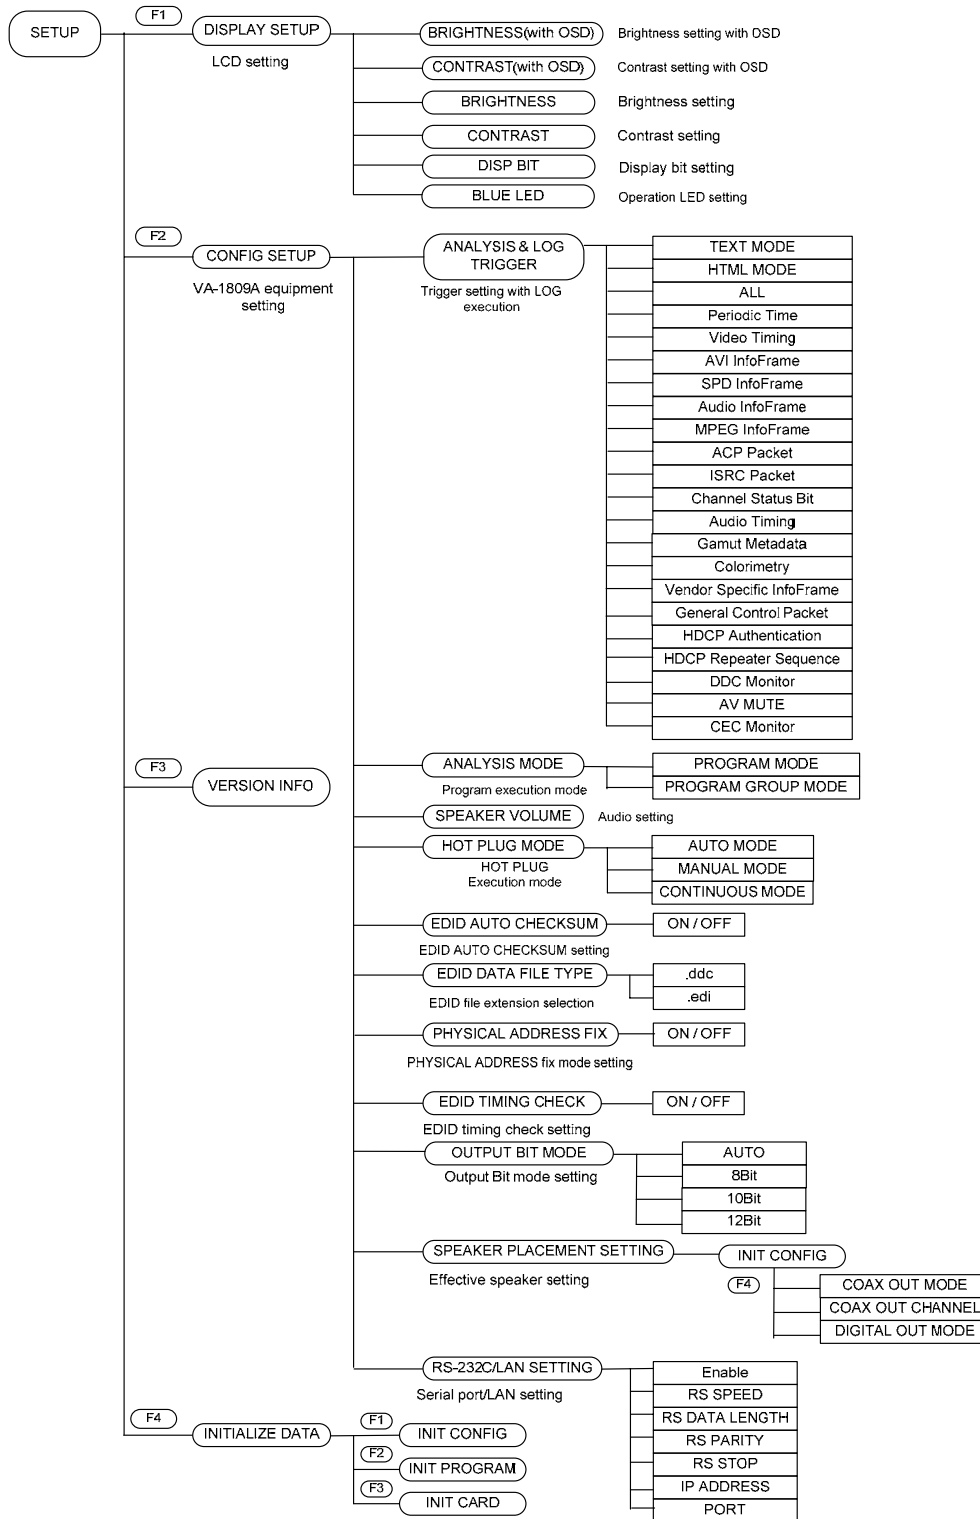 SETUP
F1
DISPLAY SETUP
LCD setting
BRIGHTNESS(with OSD)
Brightness setting with OSD
CONTRAST(with OSD)
Contrast setting with OSD
BRIGHTNESS
Brightness setting
CONTRAST
Contrast setting
DISP BIT
Display bit setting
BLUE LED
Operation LED setting
F2
CONFIG SETUP
VA-1809A equipment
setting
ANALYSIS & LOG
TRIGGER
Trigger setting with LOG
execution
TEXT MODE
HTML MODE
ALL
Periodic Time
Video Timing
AVI InfoFrame
SPD InfoFrame
Audio InfoFrame
MPEG InfoFrame
ACP Packet
ISRC Packet
Channel Status Bit
Audio Timing
Gamut Metadata
Colorimetry
Vendor Specific InfoFrame
General Control Packet
HDCP Authentication
HDCP Repeater Sequence
DDC Monitor
AV MUTE
CEC Monitor
F3
VERSION INFO
ANALYSIS MODE
Program execution mode
PROGRAM MODE
PROGRAM GROUP MODE
SPEAKER VOLUME
Audio setting
HOT PLUG MODE
HOT PLUG
Execution mode
AUTO MODE
MANUAL MODE
CONTINUOUS MODE
EDID AUTO CHECKSUM
ON / OFF
EDID AUTO CHECKSUM setting
EDID DATA FILE TYPE
EDID file extension selection
.ddc
.edi
PHYSICAL ADDRESS FIX
ON / OFF
PHYSICAL ADDRESS fix mode setting
EDID TIMING CHECK
ON / OFF
EDID timing check setting
OUTPUT BIT MODE
Output Bit mode setting
AUTO
8Bit
10Bit
12Bit
SPEAKER PLACEMENT SETTING
Effective speaker setting
INIT CONFIG
F4
COAX OUT MODE
COAX OUT CHANNEL
DIGITAL OUT MODE
RS-232C/LAN SETTING
Serial port/LAN setting
Enable
RS SPEED
RS DATA LENGTH
RS PARITY
RS STOP
IP ADDRESS
PORT
F4
INITIALIZE DATA
F1
INIT CONFIG
F2
INIT PROGRAM
F3
INIT CARD